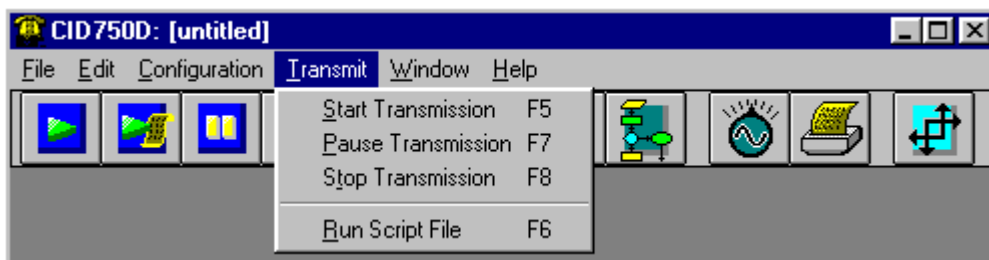 CID750D: [untitled]
File Edit Configuration Transmit Window Help
Start Transmission F5
Pause Transmission F7
Stop Transmission F8
Run Script File F6